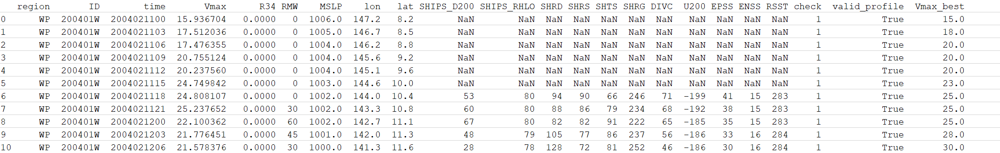 region ID time Vmax R34 RMW MSLP lon lat SHIPS_D200 SHIPS_RHLO SHRD SHRS SHTS SHRG DIVC U200 EPSS ENSS RSST check valid_profile Vmax_best
0 WP 200401W 2004021100 15.936704 0.0000 0 1006.0 147.2 8.2 NaN NaN NaN NaN NaN NaN NaN NaN NaN NaN NaN 1 True 15.0
1 WP 200401W 2004021103 17.512036 0.0000 0 1005.0 146.7 8.5 NaN NaN NaN NaN NaN NaN NaN NaN NaN NaN NaN 1 True 18.0
2 WP 200401W 2004021106 17.476355 0.0000 0 1004.0 146.2 8.8 NaN NaN NaN NaN NaN NaN NaN NaN NaN NaN NaN 1 True 20.0
3 WP 200401W 2004021109 20.755124 0.0000 0 1004.0 145.6 9.2 NaN NaN NaN NaN NaN NaN NaN NaN NaN NaN NaN 1 True 20.0
4 WP 200401W 2004021112 20.237560 0.0000 0 1004.0 145.1 9.6 NaN NaN NaN NaN NaN NaN NaN NaN NaN NaN NaN 1 True 20.0
5 WP 200401W 2004021115 24.749842 0.0000 0 1003.0 144.6 10.0 NaN NaN NaN NaN NaN NaN NaN NaN NaN NaN NaN 1 True 23.0
6 WP 200401W 2004021118 24.808107 0.0000 0 1002.0 144.0 10.4 53 80 94 90 66 246 71 -199 41 15 283 1 True 25.0
7 WP 200401W 2004021121 25.237652 0.0000 30 1002.0 143.3 10.8 60 80 88 86 79 234 68 -192 38 15 283 1 True 25.0
8 WP 200401W 2004021200 22.100362 0.0000 60 1002.0 142.7 11.1 67 80 82 82 91 222 65 -185 35 15 283 1 True 25.0
9 WP 200401W 2004021203 21.776451 0.0000 45 1001.0 142.0 11.3 48 79 105 77 86 237 56 -186 33 16 284 1 True 28.0
10 WP 200401W 2004021206 21.578376 0.0000 30 1000.0 141.3 11.6 28 78 128 72 81 252 46 -186 30 16 284 1 True 30.0